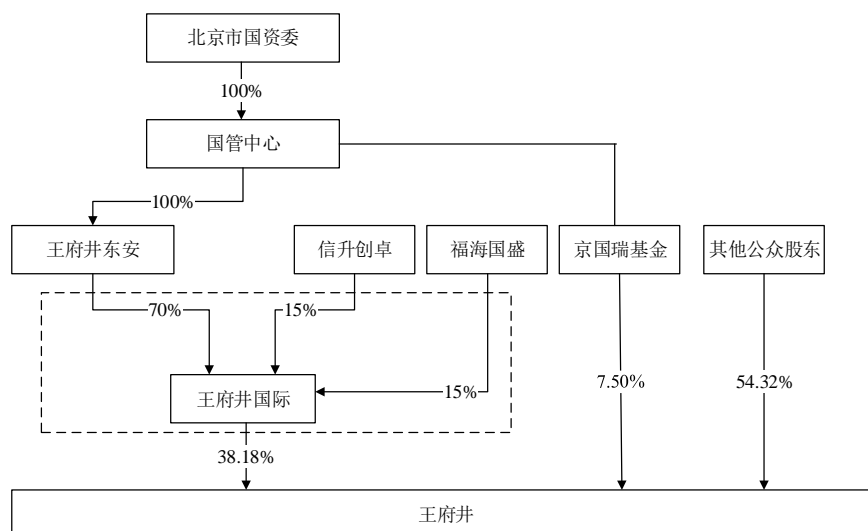 北京市国资委
100%
国管中心
100%
王府井东安
信升创卓
福海国盛
京国瑞基金
其他公众股东
70%
15%
王府井国际
15%
7.50%
54.32%
38.18%
王府井